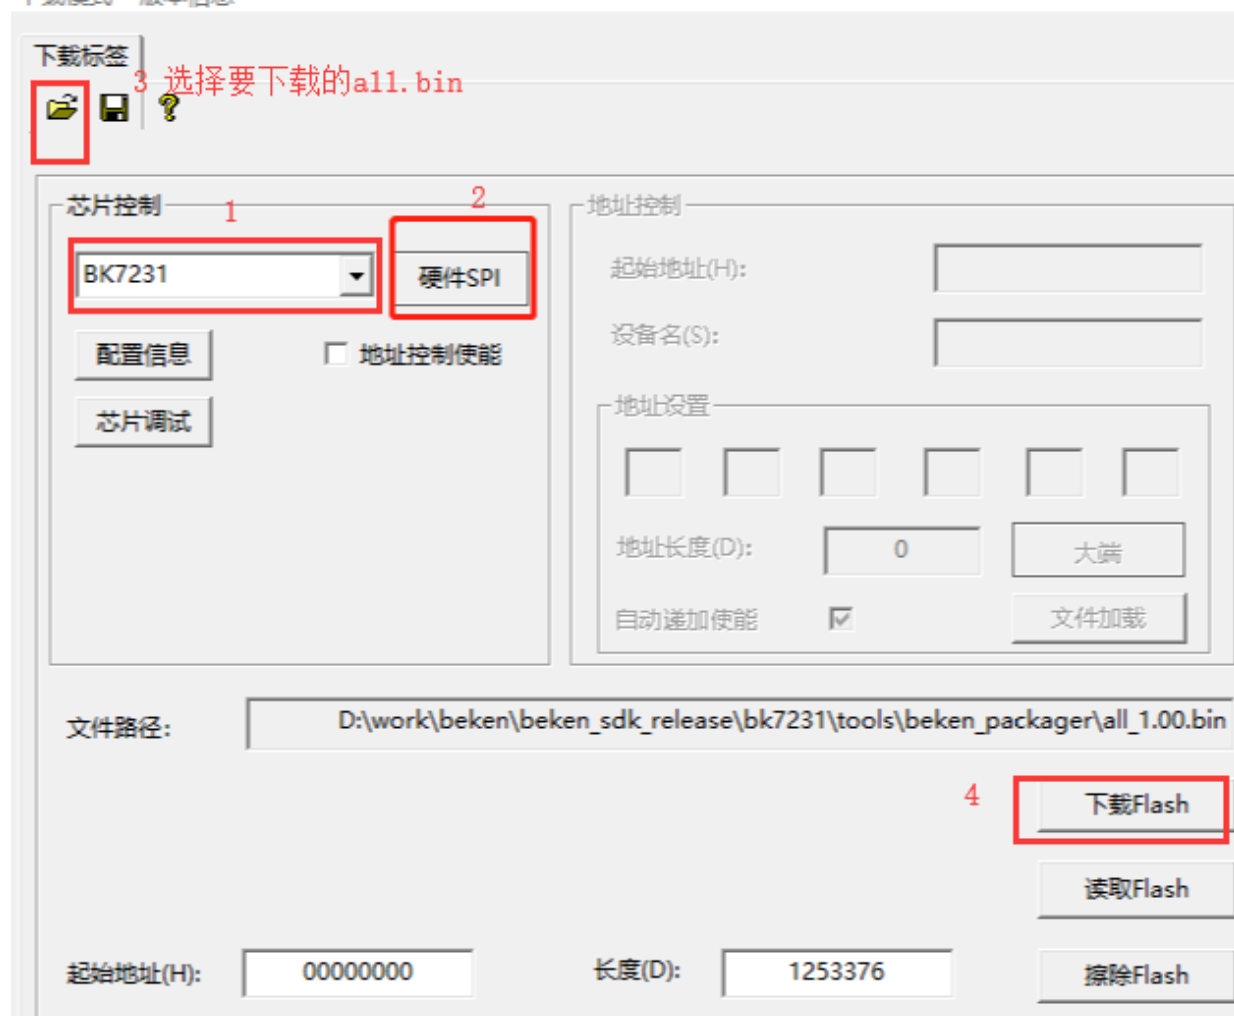 下载标签
3 选择要下载的all.bin
芯片控制
1
2
地址控制
BK7231
硬件SPI
起始地址(H):
设备名(S):
配置信息
地址控制使能
芯片调试
地址设置
地址长度(D):
0
大端
自动递加使能
文件加载
文件路径:
D:\work\beken\beken_sdk_release\bk7231\tools\beken_packager\all_1.00.bin
4
下载Flash
读取Flash
起始地址(H):
00000000
长度(D):
1253376
擦除Flash